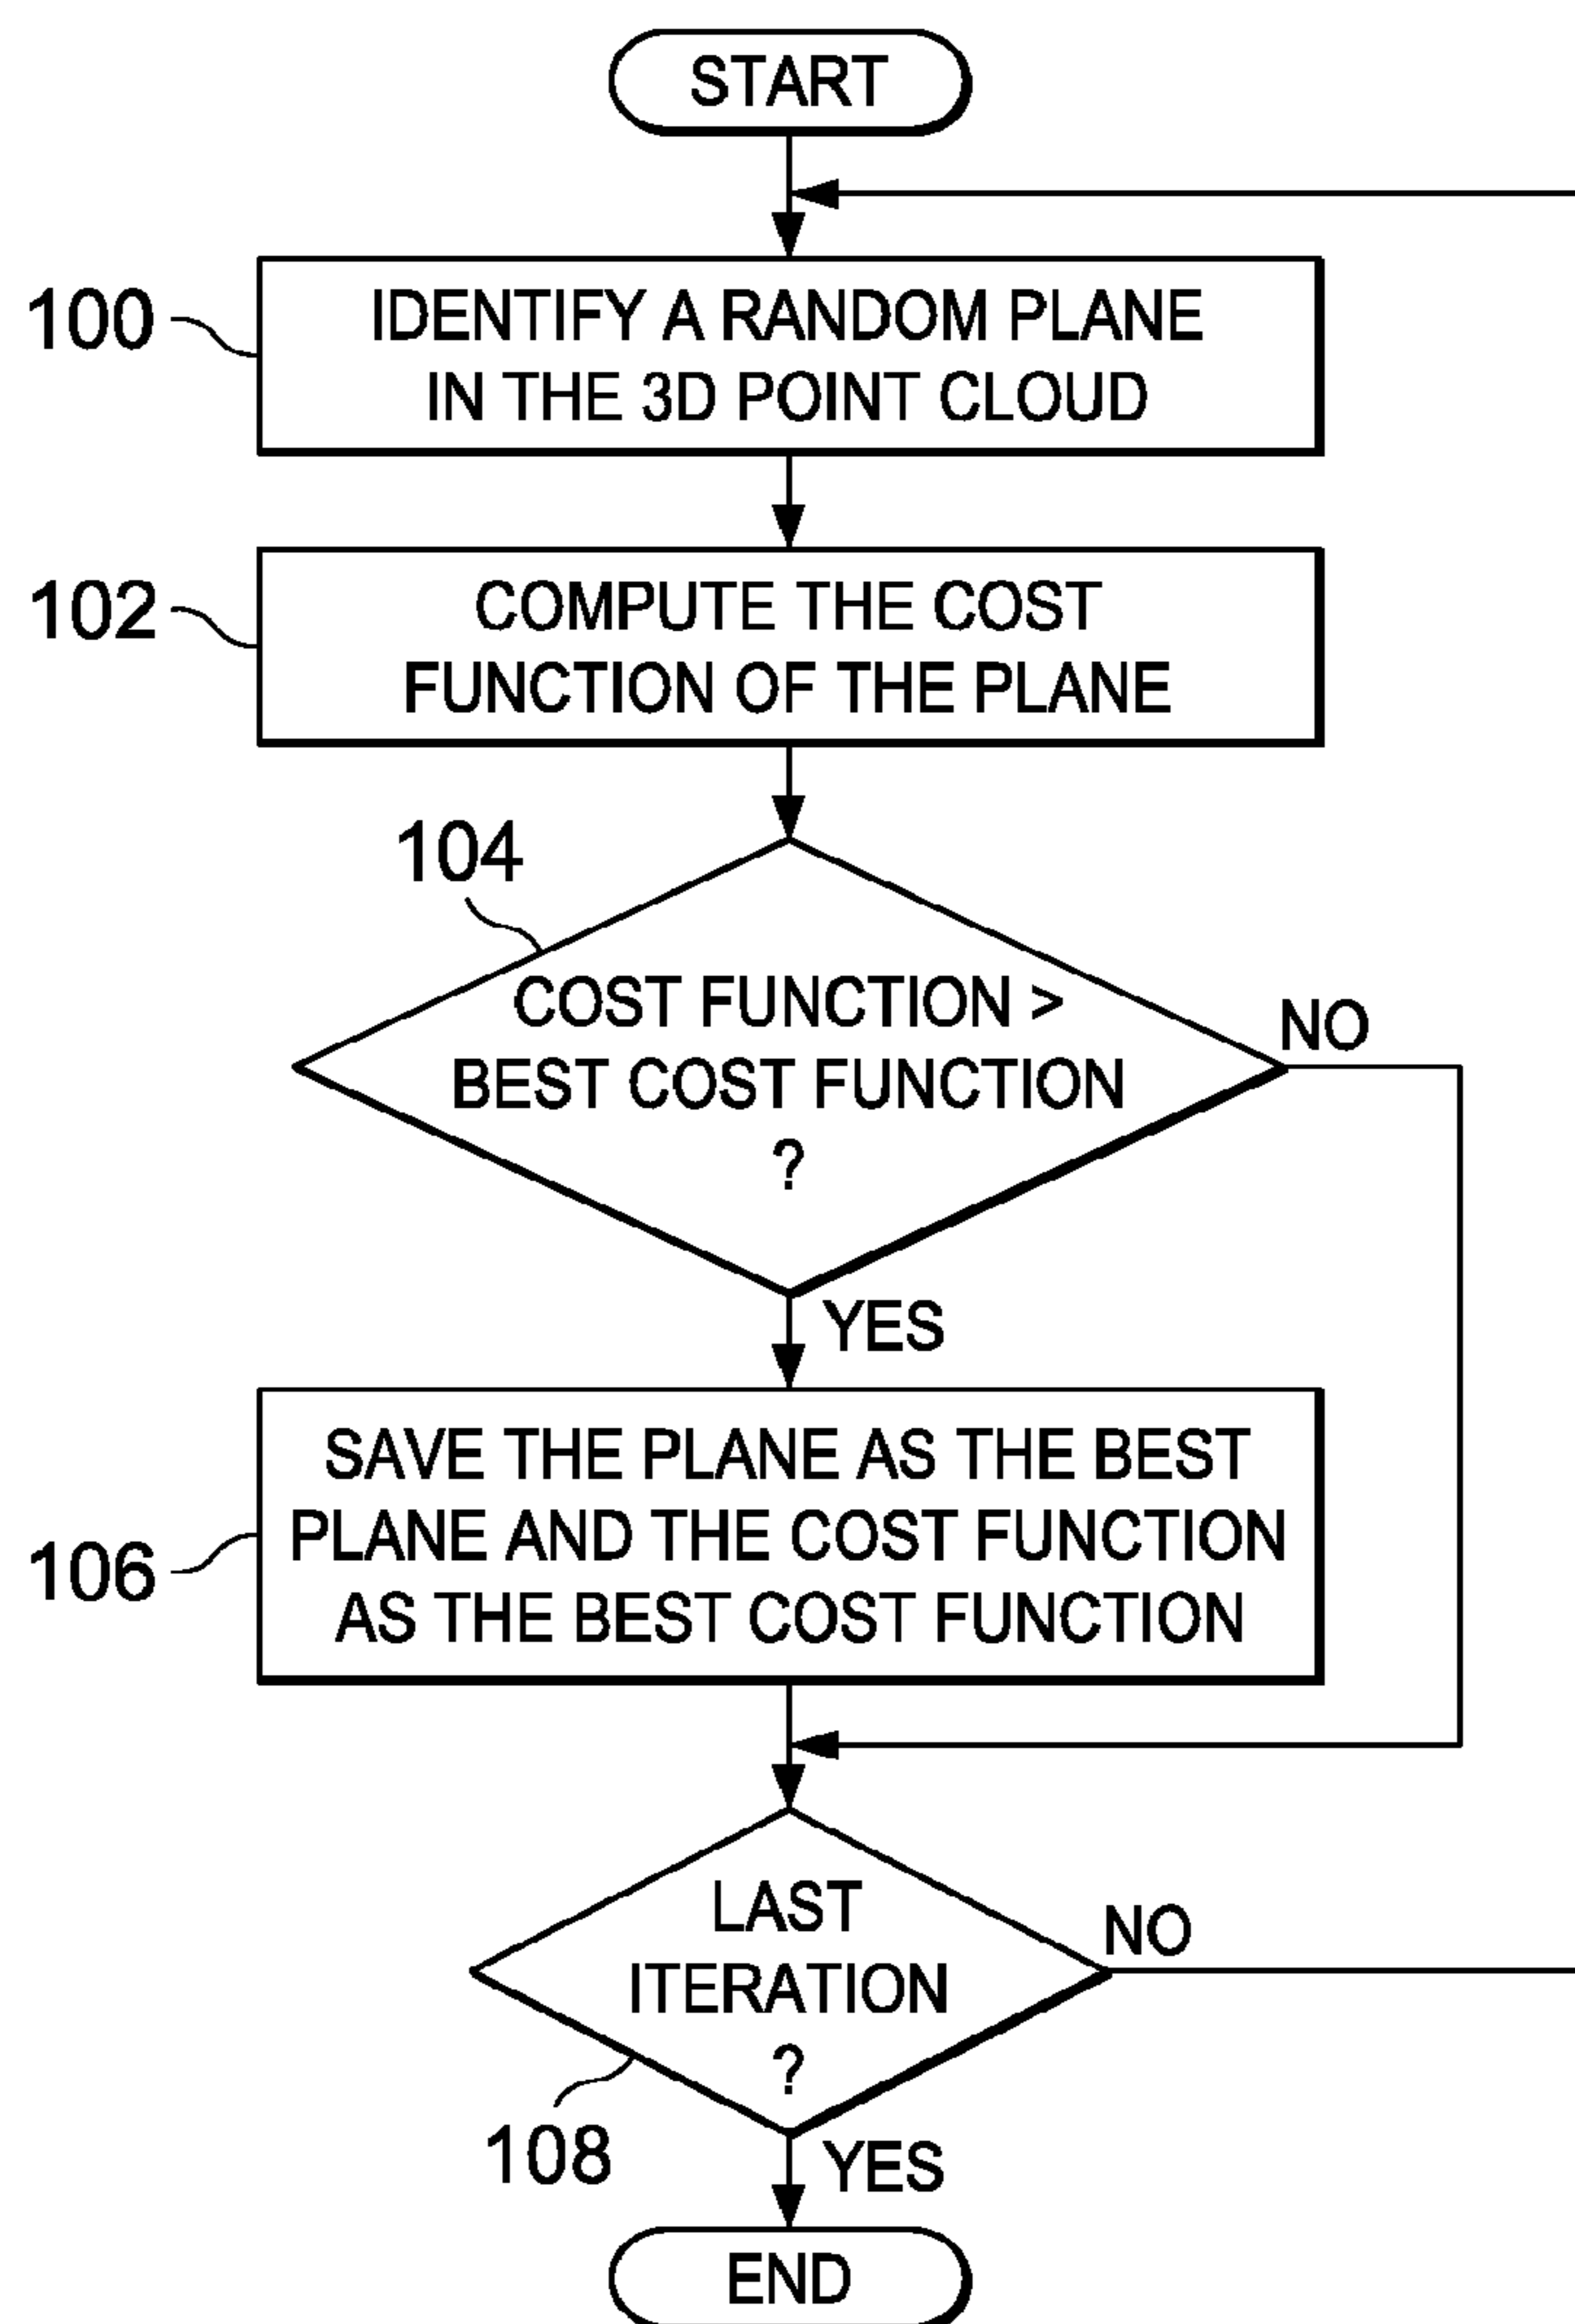 START
100
IDENTIFY A RANDOM PLANE
IN THE 3D POINT CLOUD
102
COMPUTE THE COST
FUNCTION OF THE PLANE
104
COST FUNCTION >
BEST COST FUNCTION
?
NO
YES
106
SAVE THE PLANE AS THE BEST
PLANE AND THE COST FUNCTION
AS THE BEST COST FUNCTION
LAST
ITERATION
?
NO
108
YES
END